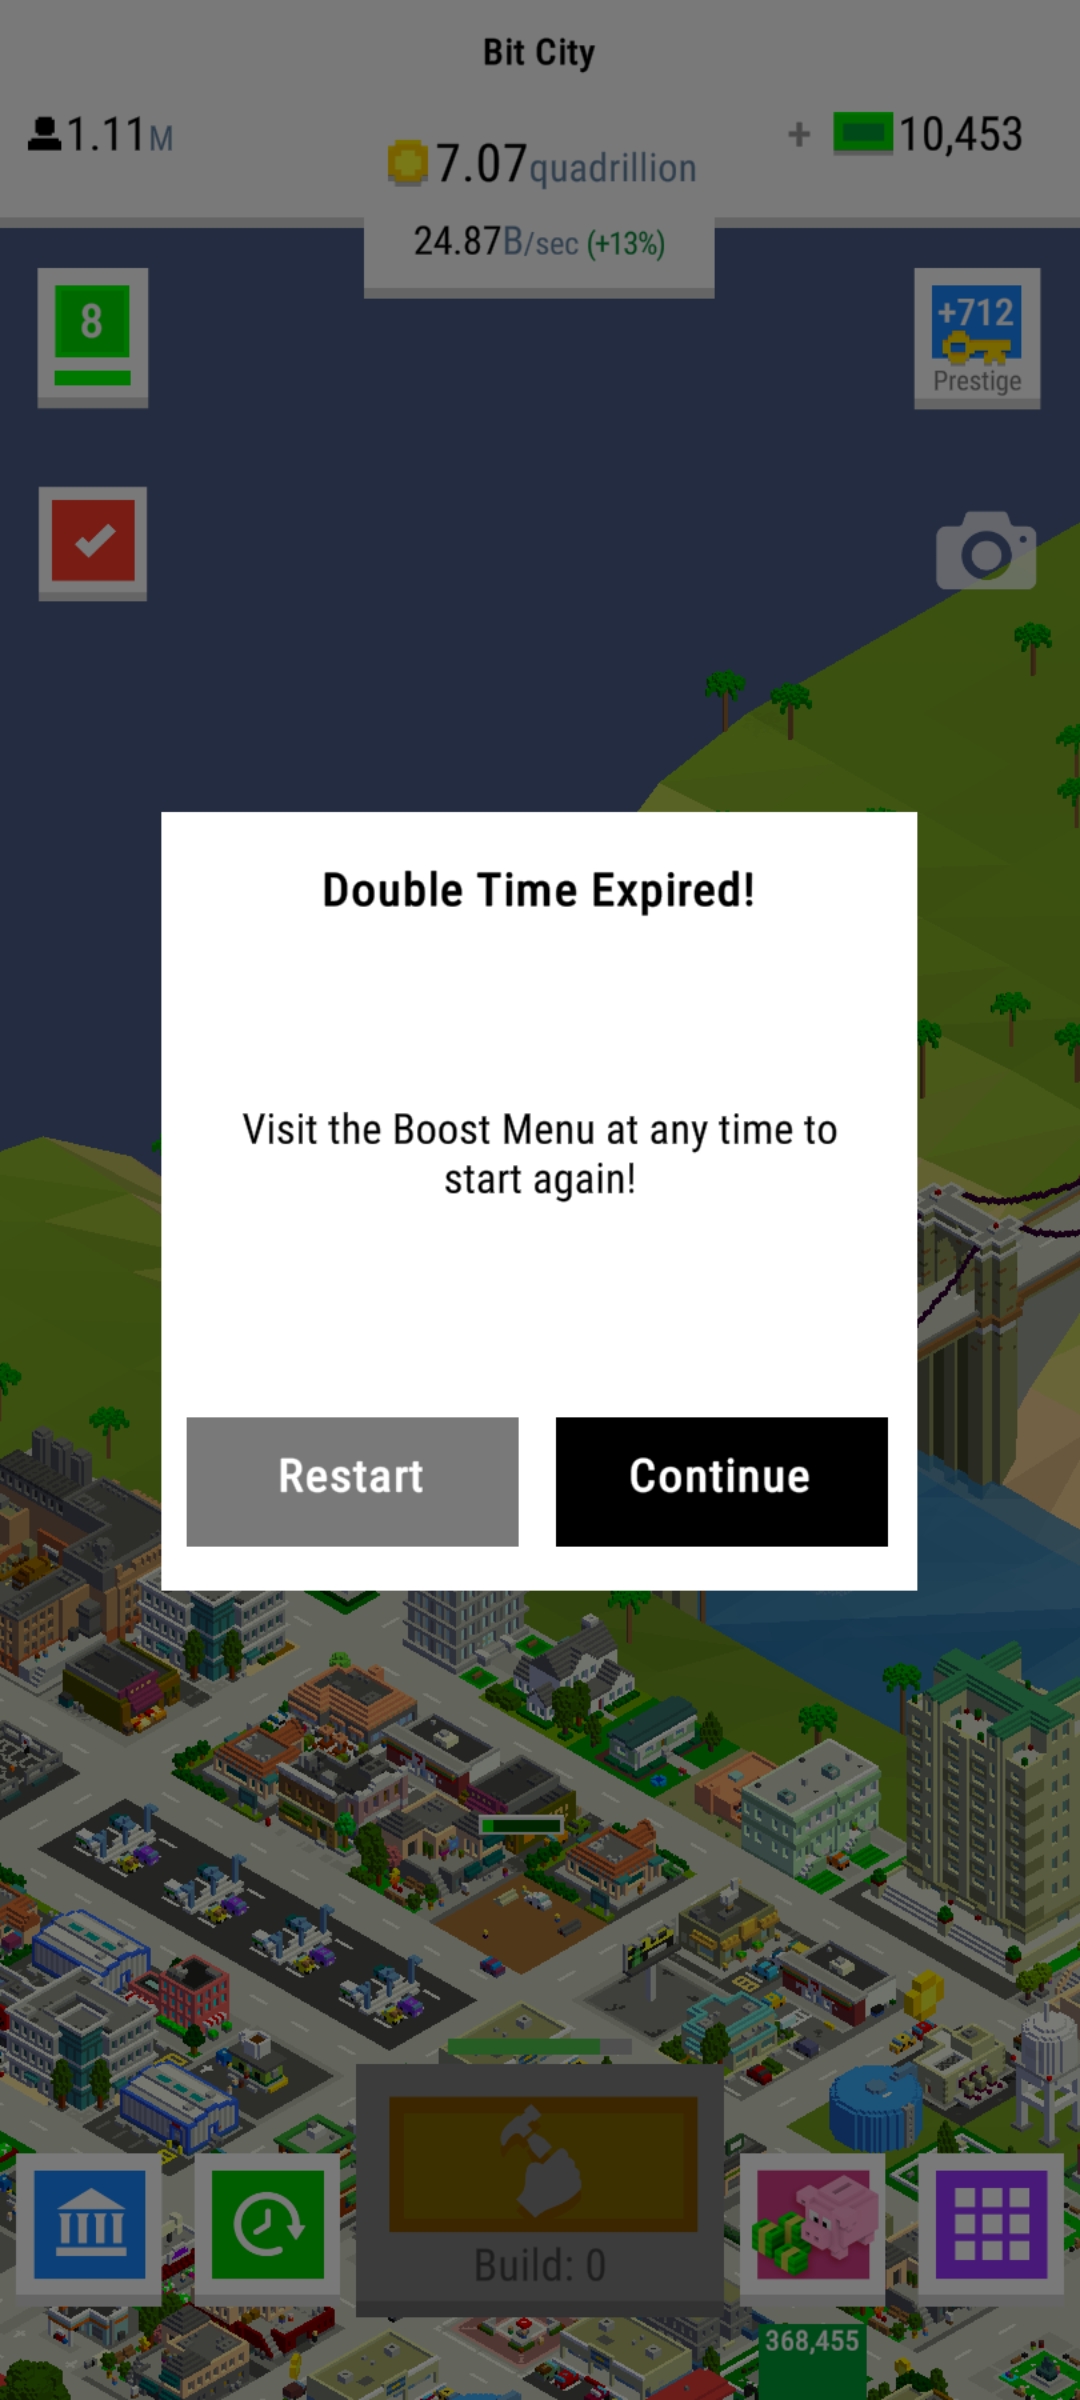 Bit City
1.11M
7.07quadrillion
+ 10,453
24.87B/sec (+13%)
8
+712
Prestige
Double Time Expired!
Visit the Boost Menu at any time to
start again!
Restart
Continue
Build: 0
368,455